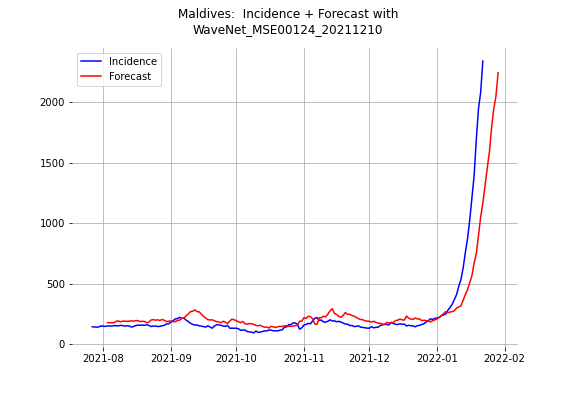 Maldives:  Incidence + Forecast with
WaveNet_MSE00124_20211210
Incidence
Forecast
2000
1500
1000
500
0
2021-08 2021-09 2021-10 2021-11 2021-12 2022-01 2022-02